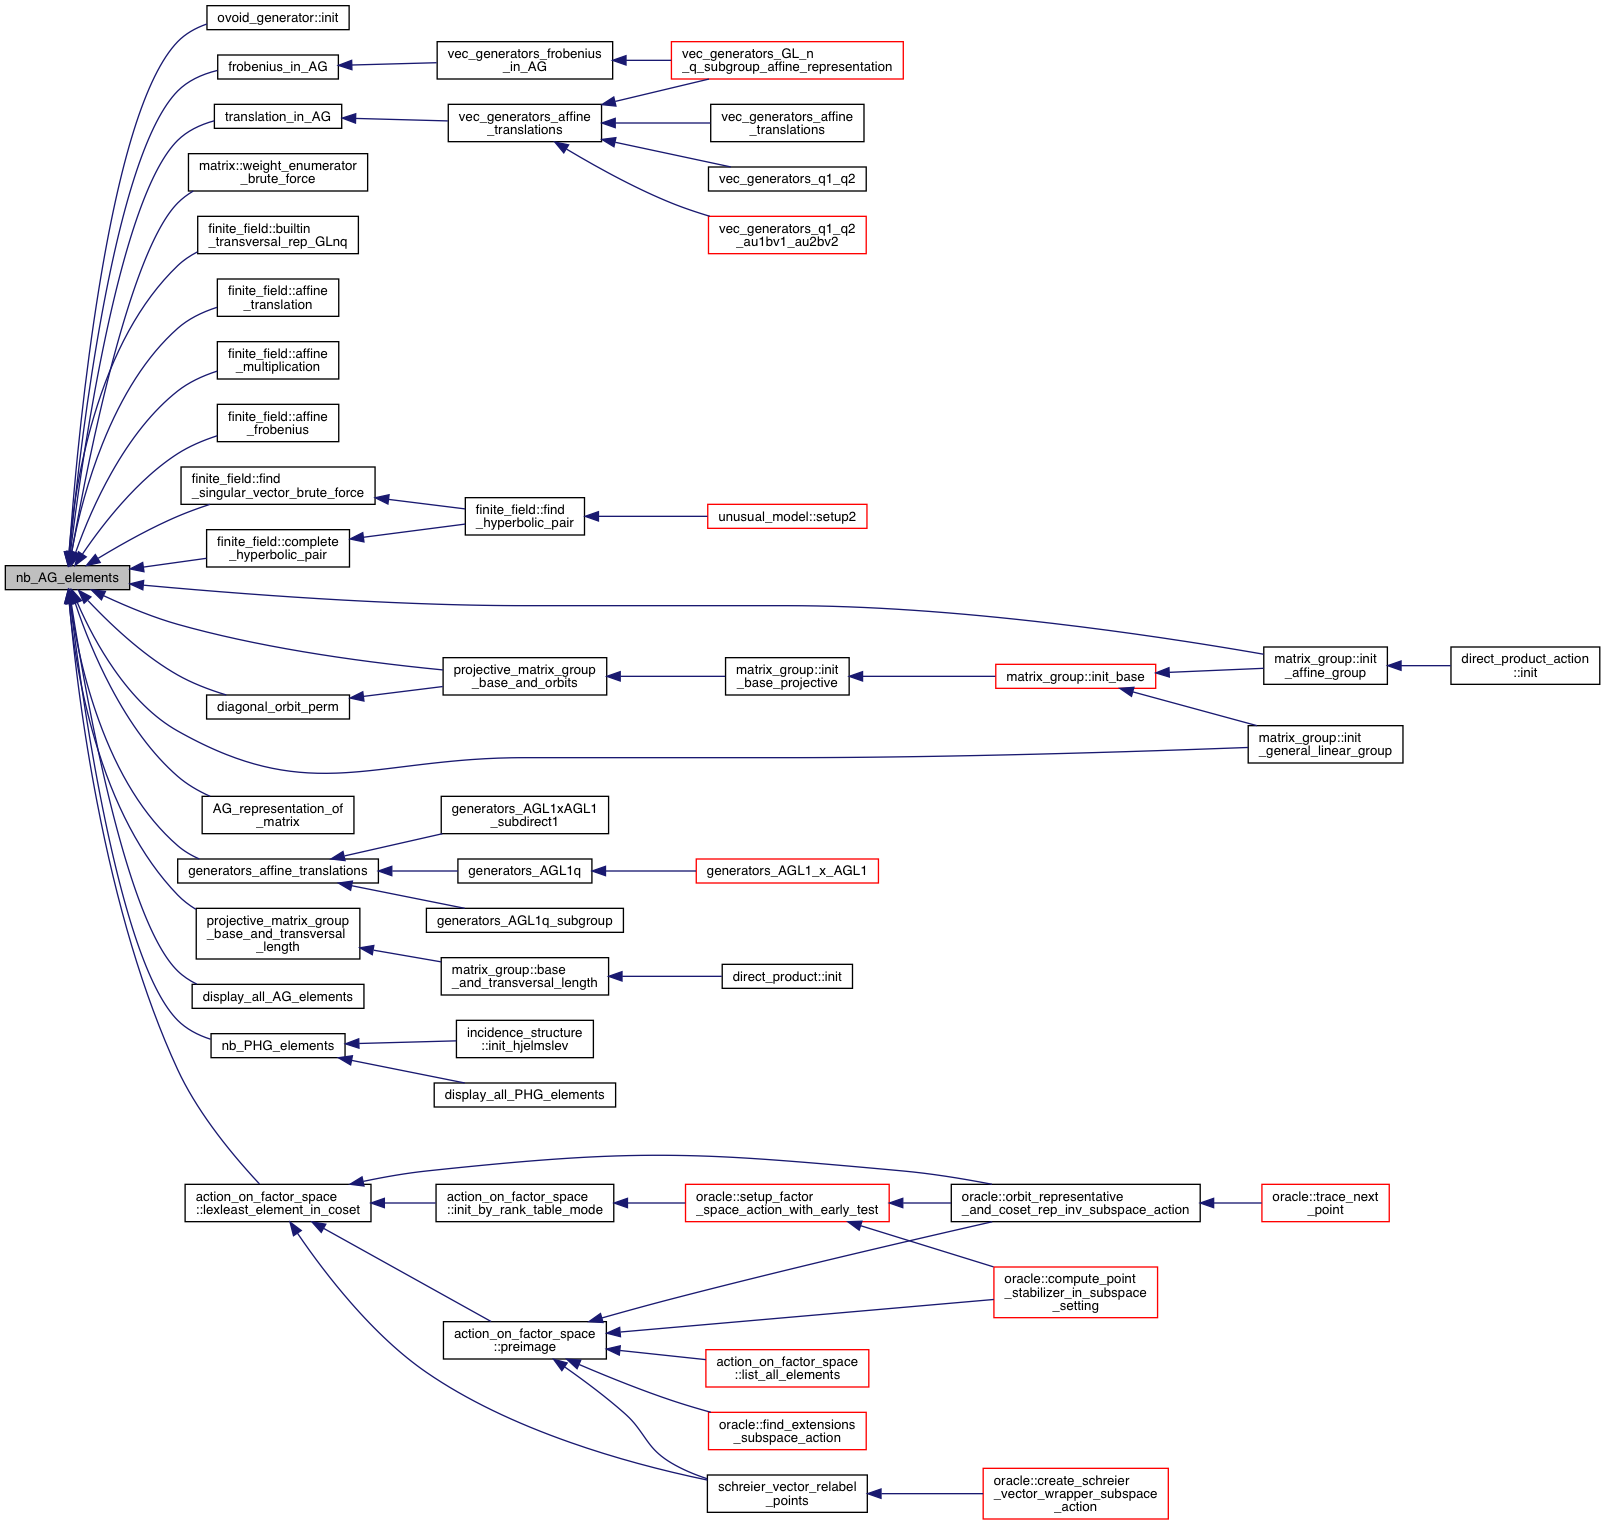 ovoid_generator::init
frobenius_in_AG
vec_generators_frobenius
_in_AG
vec_generators_GL_n
_q_subgroup_affine_representation
translation_in_AG
vec_generators_affine
_translations
vec_generators_affine
_translations
vec_generators_q1_q2
vec_generators_q1_q2
_au1bv1_au2bv2
matrix::weight_enumerator
_brute_force
finite_field::builtin
_transversal_rep_GLnq
finite_field::affine
_translation
finite_field::affine
_multiplication
finite_field::affine
_frobenius
finite_field::find
_singular_vector_brute_force
finite_field::find
_hyperbolic_pair
unusual_model::setup2
finite_field::complete
_hyperbolic_pair
nb_AG_elements
projective_matrix_group
_base_and_orbits
matrix_group::init
_base_projective
matrix_group::init_base
matrix_group::init
_affine_group
direct_product_action
::init
diagonal_orbit_perm
matrix_group::init
_general_linear_group
AG_representation_of
_matrix
generators_AGL1xAGL1
_subdirect1
generators_affine_translations
generators_AGL1q
generators_AGL1_x_AGL1
generators_AGL1q_subgroup
projective_matrix_group
_base_and_transversal
_length
matrix_group::base
_and_transversal_length
direct_product::init
display_all_AG_elements
nb_PHG_elements
incidence_structure
::init_hjelmslev
display_all_PHG_elements
action_on_factor_space
::lexleast_element_in_coset
action_on_factor_space
::init_by_rank_table_mode
oracle::setup_factor
_space_action_with_early_test
oracle::orbit_representative
_and_coset_rep_inv_subspace_action
oracle::trace_next
_point
oracle::compute_point
_stabilizer_in_subspace
_setting
action_on_factor_space
::preimage
action_on_factor_space
::list_all_elements
oracle::find_extensions
_subspace_action
schreier_vector_relabel
_points
oracle::create_schreier
_vector_wrapper_subspace
_action